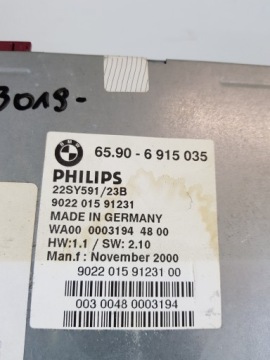 3019-
BMW
65.90 - 6 915 035
PHILIPS
22SY591/23B
9022 015 91231
MADE IN GERMANY
WA00 0003194 48 00
HW:1.1 / SW: 2.10
Man.f : November 2000
9022 015 91231 00
003 0048 0003194